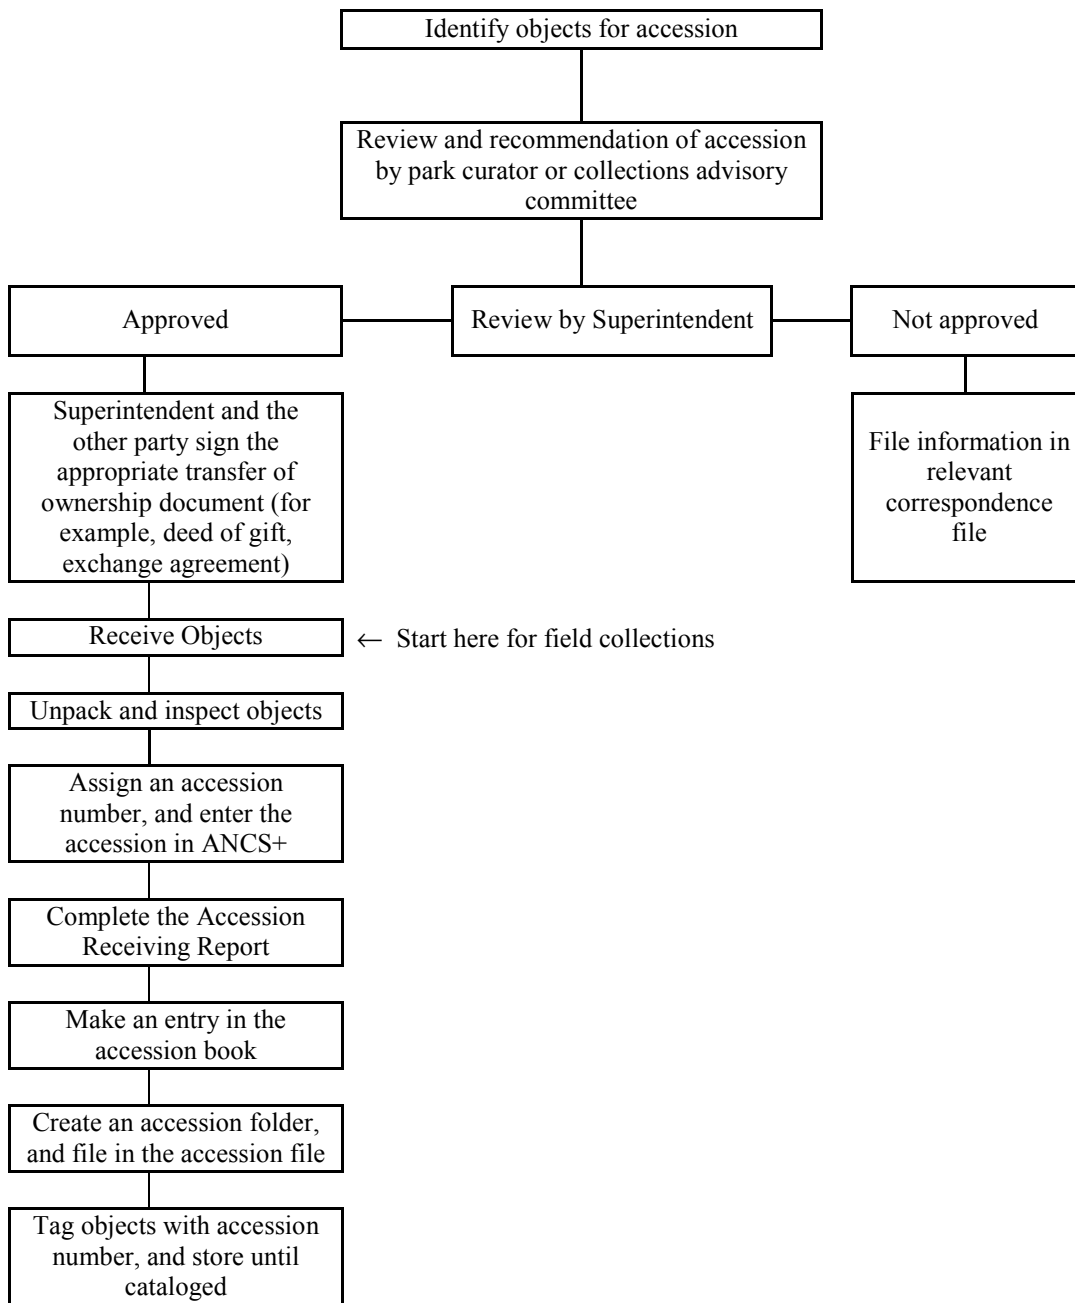 Identify objects for accession
Review and recommendation of accession
by park curator or collections advisory
committee
Approved
Review by Superintendent
Not approved
Superintendent and the
other party sign the
appropriate transfer of
ownership document (for
example, deed of gift,
exchange agreement)
File information in
relevant
correspondence
file
Receive Objects
← Start here for field collections
Unpack and inspect objects
Assign an accession
number, and enter the
accession in ANCS+
Complete the Accession
Receiving Report
Make an entry in the
accession book
Create an accession folder,
and file in the accession file
Tag objects with accession
number, and store until
cataloged